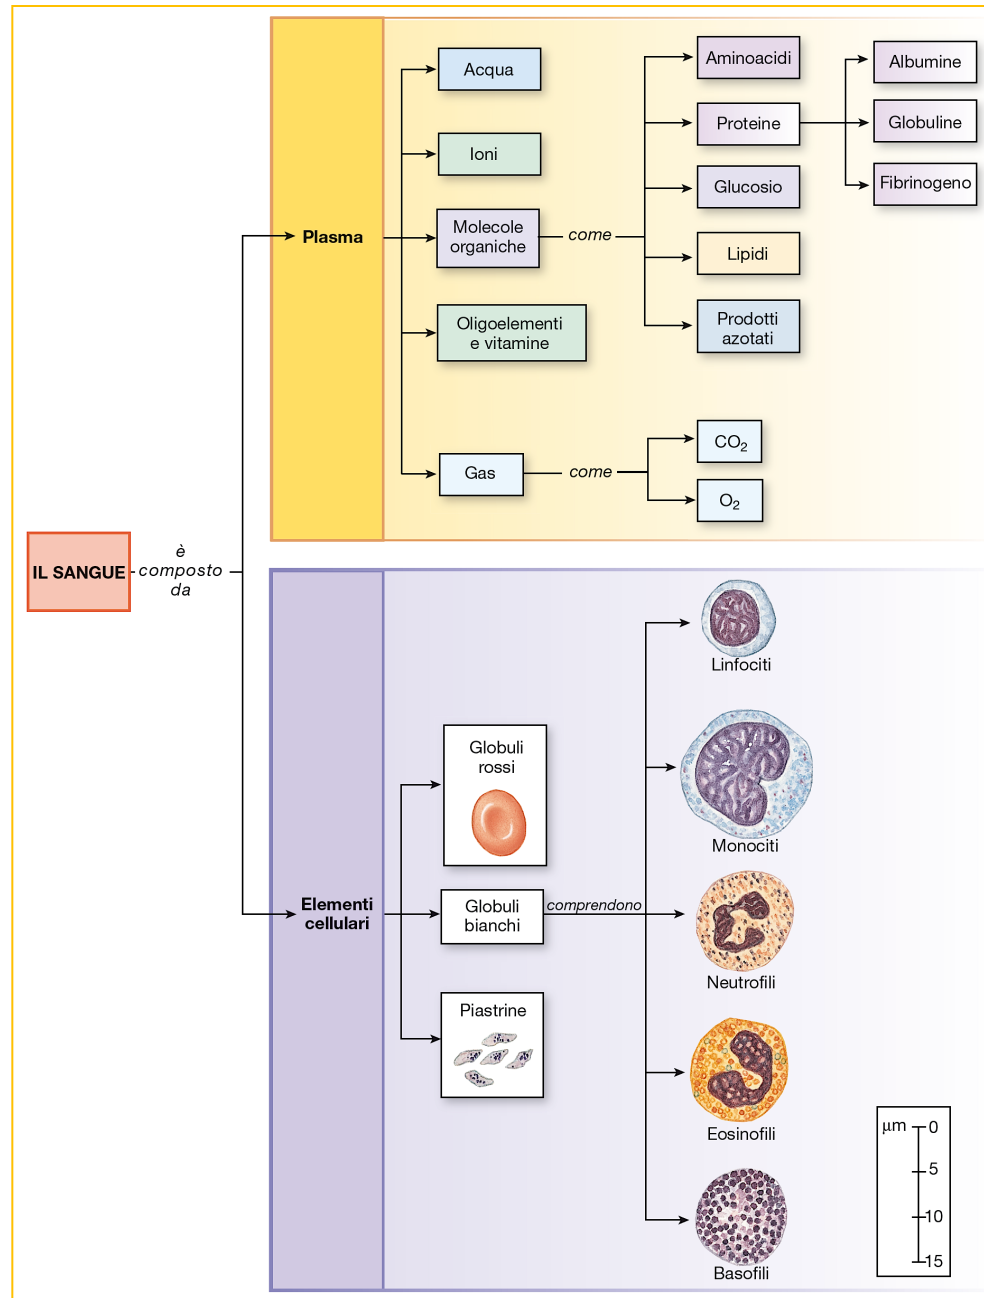 IL SANGUE
è
composto
da
Plasma
Acqua
Ioni
Molecole
organiche
come
Aminoacidi
Proteine
Albumine
Globuline
Fibrinogeno
Glucosio
Lipidi
Prodotti
azotati
Oligoelementi
e vitamine
Gas
come
CO₂
O₂
Elementi
cellulari
Globuli
rossi
Globuli
bianchi
comprendono
Linfociti
Monociti
Neutrofili
Eosinofili
Basofili
Piastrine
µm 0
5
10
15